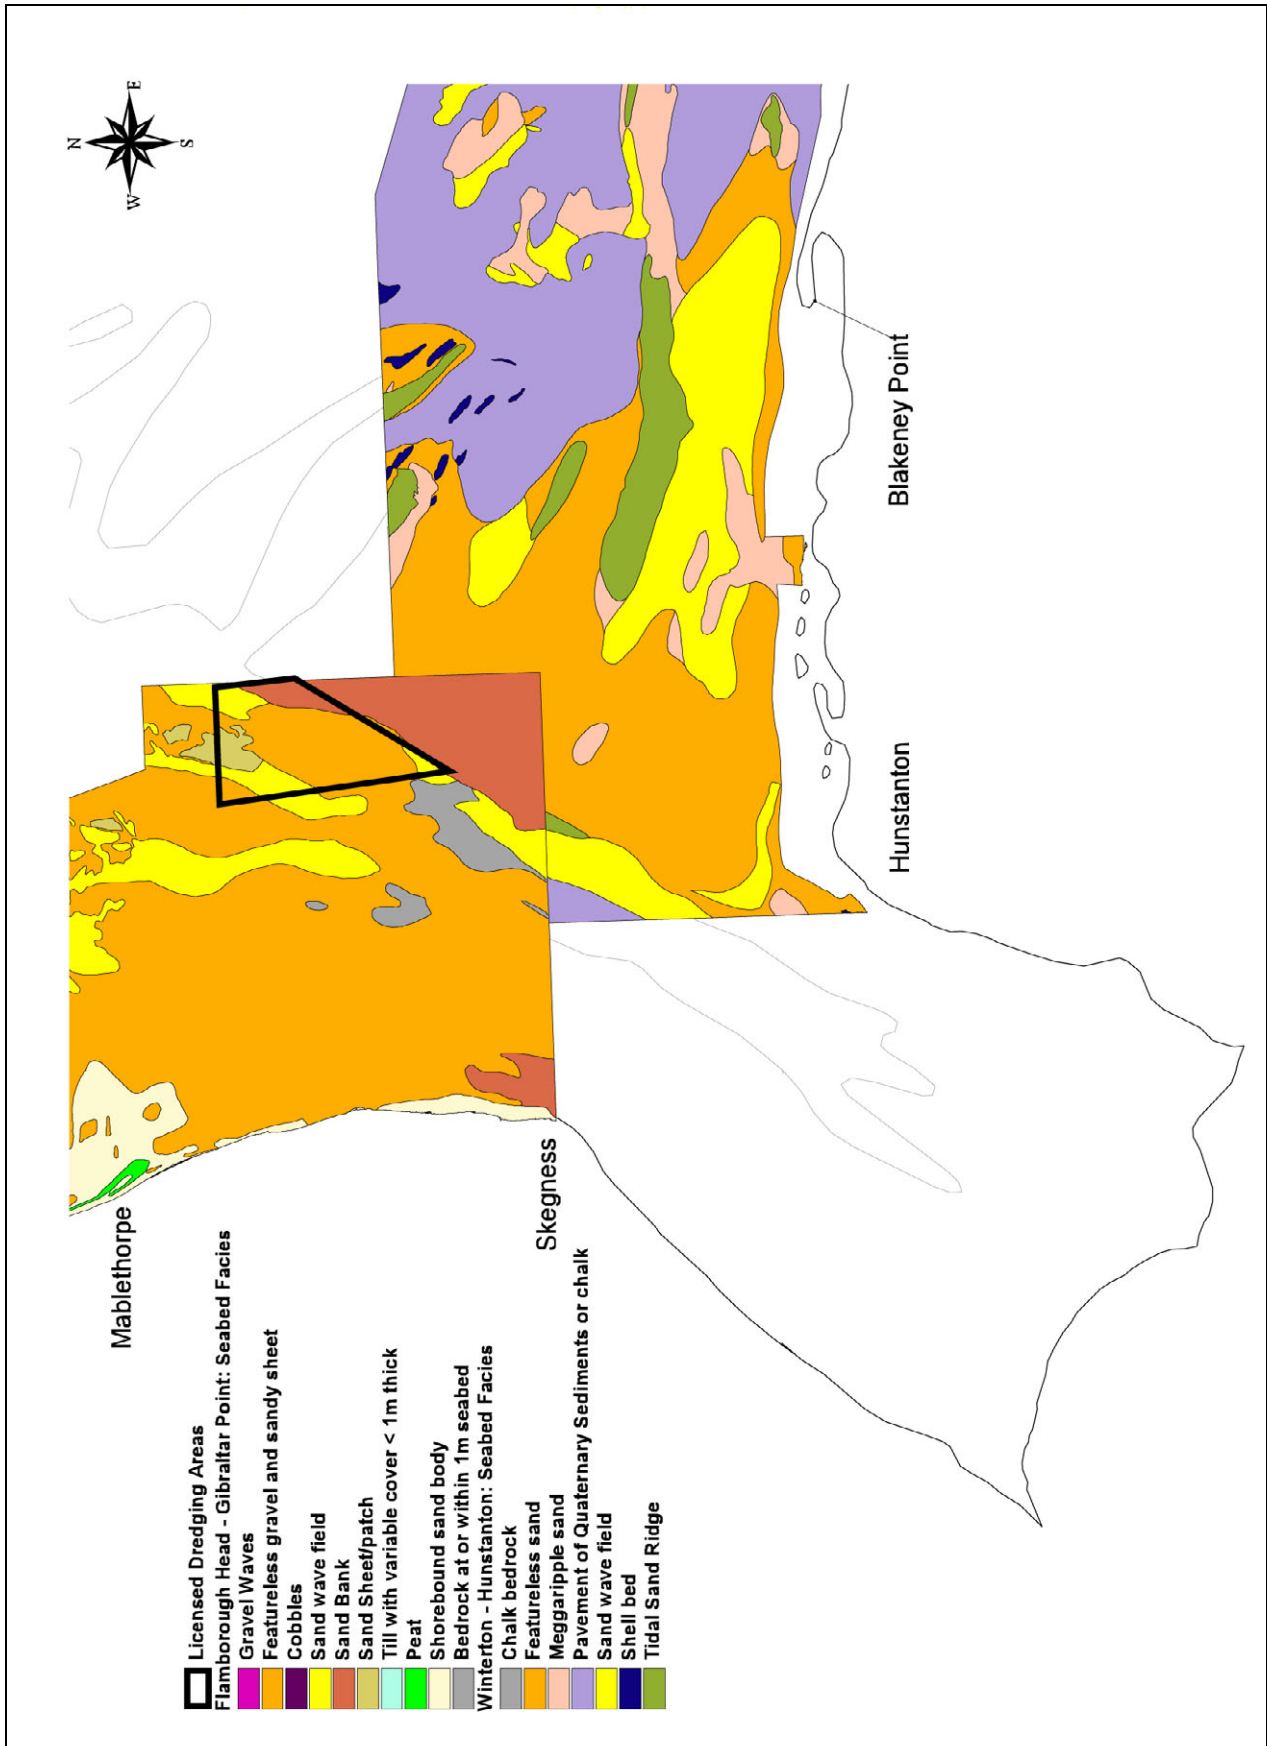 N
E
S
W
Mablethorpe
Skegness
Hunstanton
Blakeney Point
Licensed Dredging Areas
Flamborough Head - Gibraltar Point: Seabed Facies
Gravel Waves
Featureless gravel and sandy sheet
Cobbles
Sand wave field
Sand Bank
Sand Sheet/patch
Till with variable cover < 1m thick
Peat
Shorebound sand body
Bedrock at or within 1m seabed
Winterton - Hunstanton: Seabed Facies
Chalk bedrock
Featureless sand
Meggaripple sand
Pavement of Quaternary Sediments or chalk
Sand wave field
Shell bed
Tidal Sand Ridge